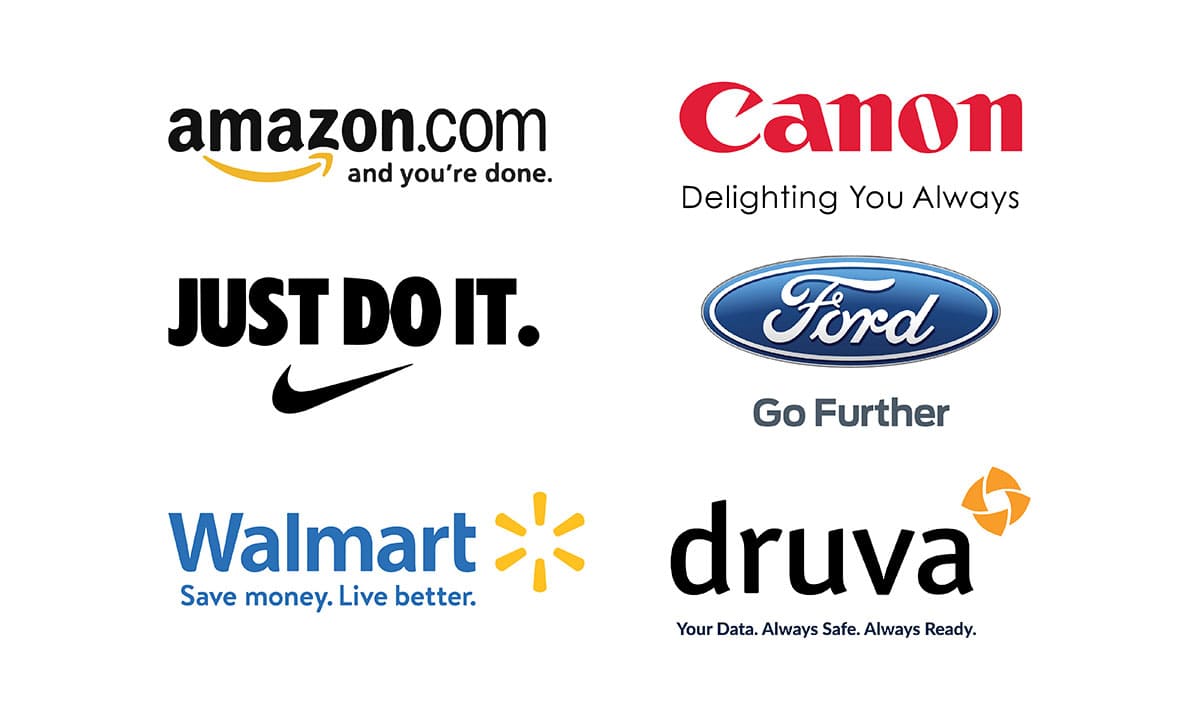 amazon.com
and you're done.
Canon
Delighting You Always
JUST DO IT.
Ford
Go Further
Walmart
Save money. Live better.
druva
Your Data. Always Safe. Always Ready.